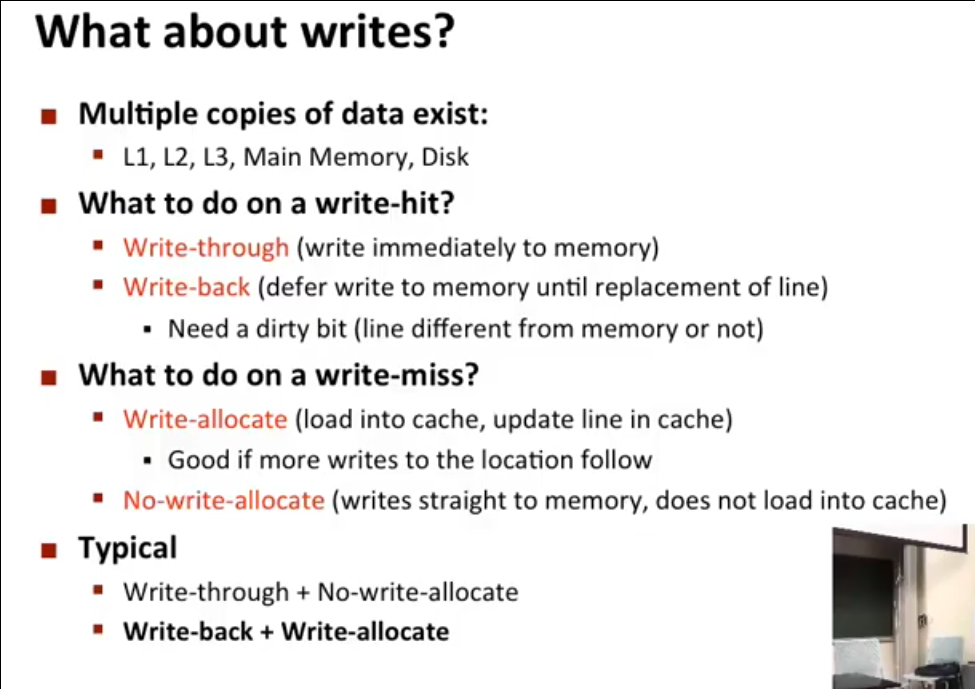 What about writes?
Multiple copies of data exist:
L1, L2, L3, Main Memory, Disk
What to do on a write-hit?
Write-through (write immediately to memory)
Write-back (defer write to memory until replacement of line)
Need a dirty bit (line different from memory or not)
What to do on a write-miss?
Write-allocate (load into cache, update line in cache)
Good if more writes to the location follow
No-write-allocate (writes straight to memory, does not load into cache)
Typical
Write-through + No-write-allocate
Write-back + Write-allocate